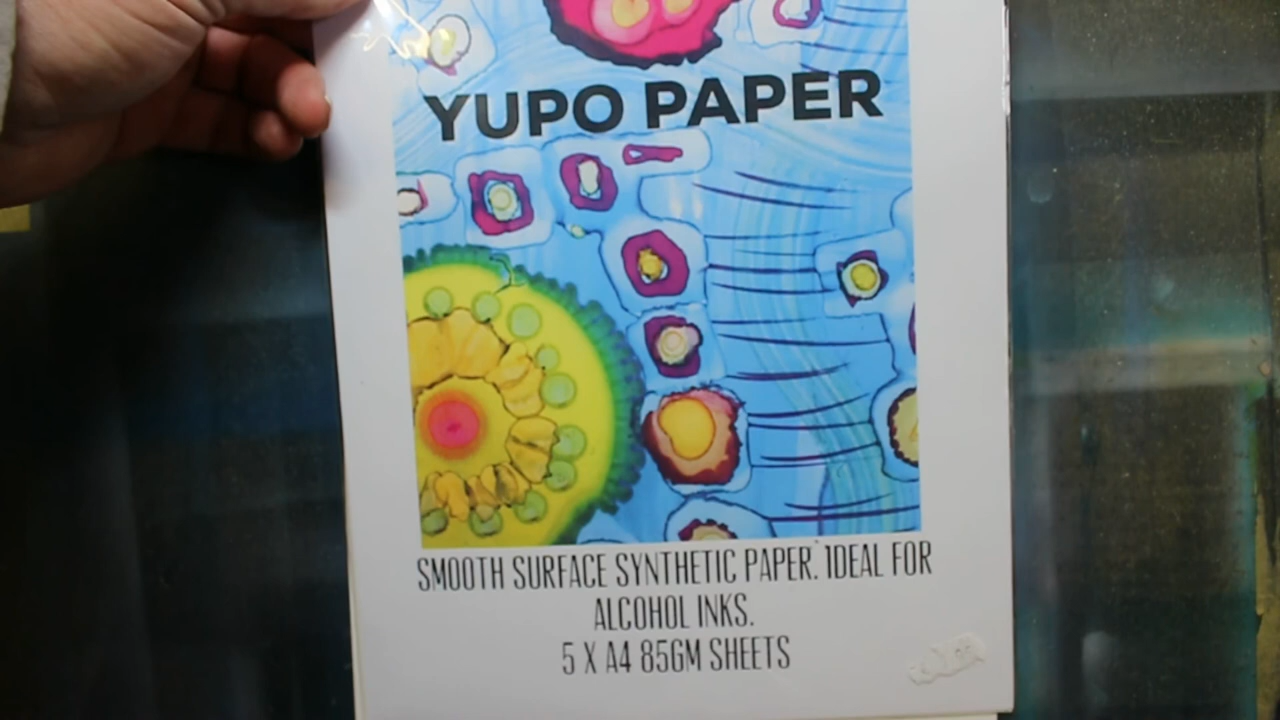 YUPO PAPER
SMOOTH SURFACE SYNTHETIC PAPER. IDEAL FOR
ALCOHOL INKS.
5 X A4 85GM SHEETS